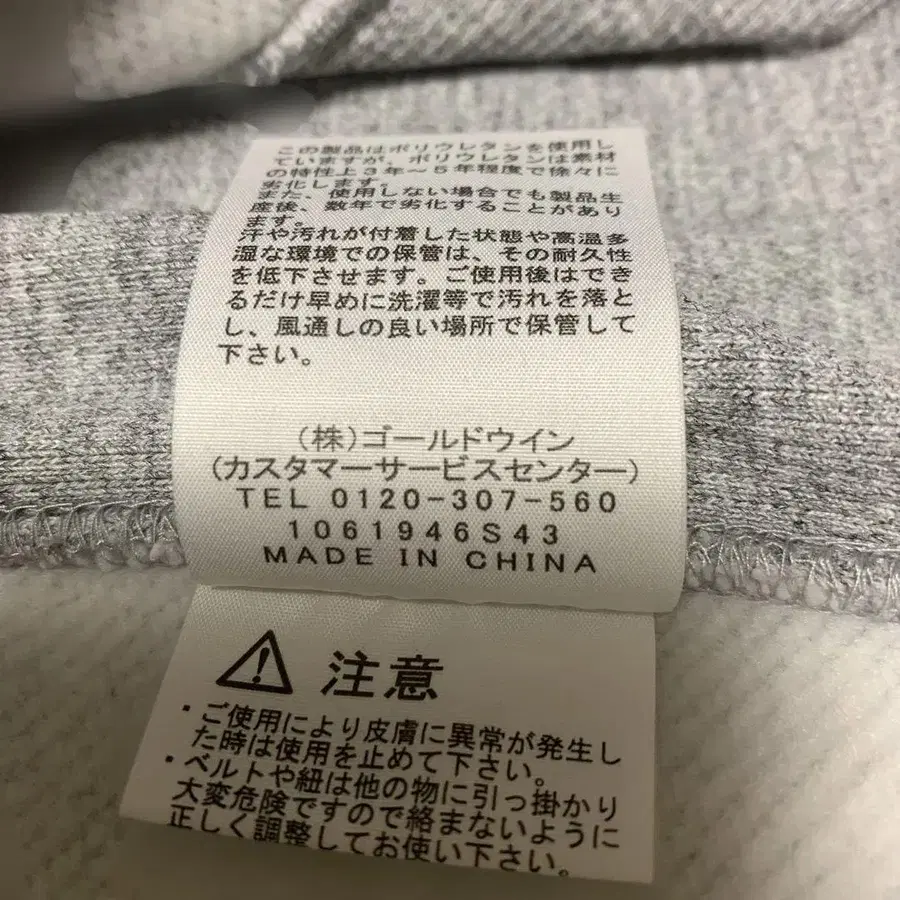 この製品はポリウレタンを使用し
ていますが、ポリウレタンは素材
の特性上3年〜5年程度で徐々に
劣化します。
また、使用しない場合でも製品生
産後、数年で劣化することがあり
ます。
汗や汚れが付着した状態や高温多
湿な環境での保管は、その耐久性
を低下させます。ご使用後はでき
るだけ早めに洗濯等で汚れを落と
し、風通しの良い場所で保管して
下さい。
(株)ゴールドウイン
(カスタマーサービスセンター)
TEL 0120-307-560
1061946S43
MADE IN CHINA
注意
・ご使用により皮膚に異常が発生し
た時は使用を止めて下さい。
・ベルトや紐は他の物に引っ掛かり
大変危険ですので絡まないように
正しく調整してお使い下さい。